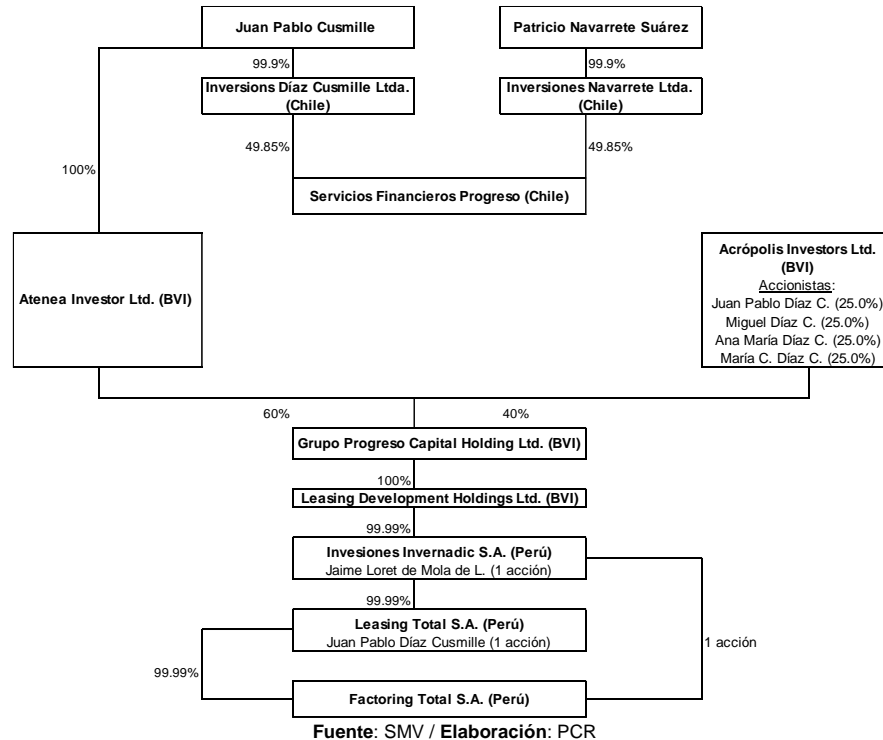 Juan Pablo Cusmille
Patricio Navarrete Suárez
99.9%
99.9%
Inversions Díaz Cusmille Ltda.
(Chile)
Inversiones Navarrete Ltda.
(Chile)
49.85%
49.85%
100%
Servicios Financieros Progreso (Chile)
Atenea Investor Ltd. (BVI)
Acrópolis Investors Ltd.
(BVI)
Accionistas:
Juan Pablo Díaz C. (25.0%)
Miguel Díaz C. (25.0%)
Ana María Díaz C. (25.0%)
María C. Díaz C. (25.0%)
60%
40%
Grupo Progreso Capital Holding Ltd. (BVI)
100%
Leasing Development Holdings Ltd. (BVI)
99.99%
Invesiones Invernadic S.A. (Perú)
Jaime Loret de Mola de L. (1 acción)
99.99%
Leasing Total S.A. (Perú)
Juan Pablo Díaz Cusmille (1 acción)
1 acción
99.99%
Factoring Total S.A. (Perú)
Fuente: SMV / Elaboración: PCR